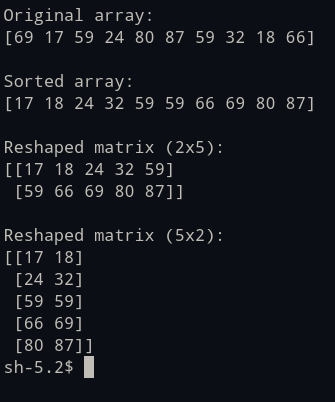 Original array:
[69 17 59 24 80 87 59 32 18 66]
Sorted array:
[17 18 24 32 59 59 66 69 80 87]
Reshaped matrix (2x5):
[[17 18 24 32 59]
 [59 66 69 80 87]]
Reshaped matrix (5x2):
[[17 18]
 [24 32]
 [59 59]
 [66 69]
 [80 87]]
sh-5.2$